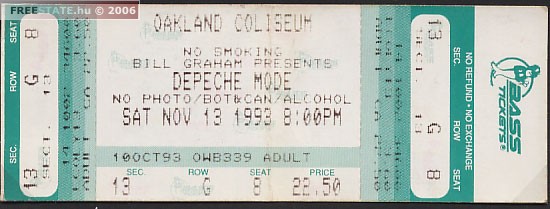 FREESTATE.hu © 2006
OAKLAND COLISEUM
NO SMOKING
BILL GRAHAM PRESENTS
DEPECHE MODE
NO PHOTO/BOT&CAN/ALCOHOL
SAT NOV 13 1993 8:00PM
10OCT93 OWB339 ADULT
SEC. ROW SEAT PRICE
13 G 8 22.50
SEAT 8
ROW G
SEC. 13
13 SEC.
G ROW
8 SEAT
NO REFUND • NO EXCHANGE
BASS
TICKETS